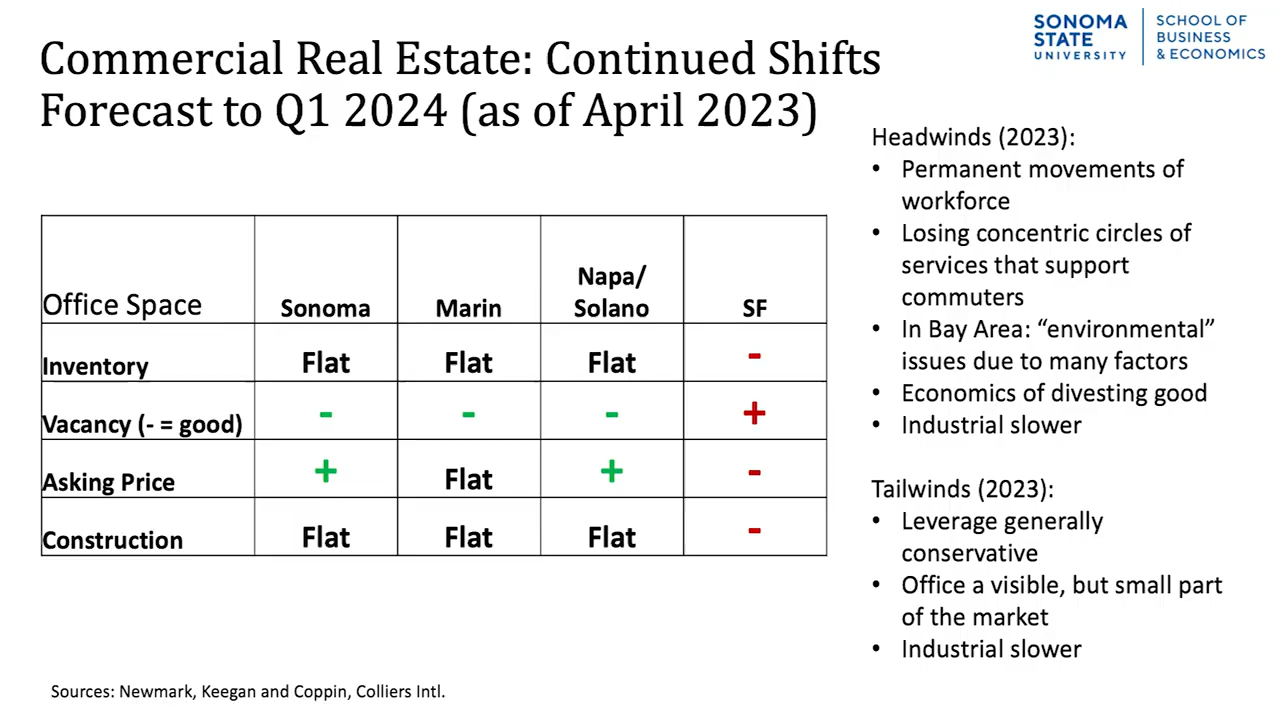 Commercial Real Estate: Continued Shifts
Forecast to Q1 2024 (as of April 2023)
SONOMA
STATE
UNIVERSITY
SCHOOL OF
BUSINESS
& ECONOMICS
Office Space Sonoma Marin Napa/
Solano SF
Inventory Flat Flat Flat -
Vacancy (- = good) - - - +
Asking Price + Flat + -
Construction Flat Flat Flat -
Headwinds (2023):
• Permanent movements of
workforce
• Losing concentric circles of
services that support
commuters
• In Bay Area: “environmental”
issues due to many factors
• Economics of divesting good
• Industrial slower
Tailwinds (2023):
• Leverage generally
conservative
• Office a visible, but small part
of the market
• Industrial slower
Sources: Newmark, Keegan and Coppin, Colliers Intl.